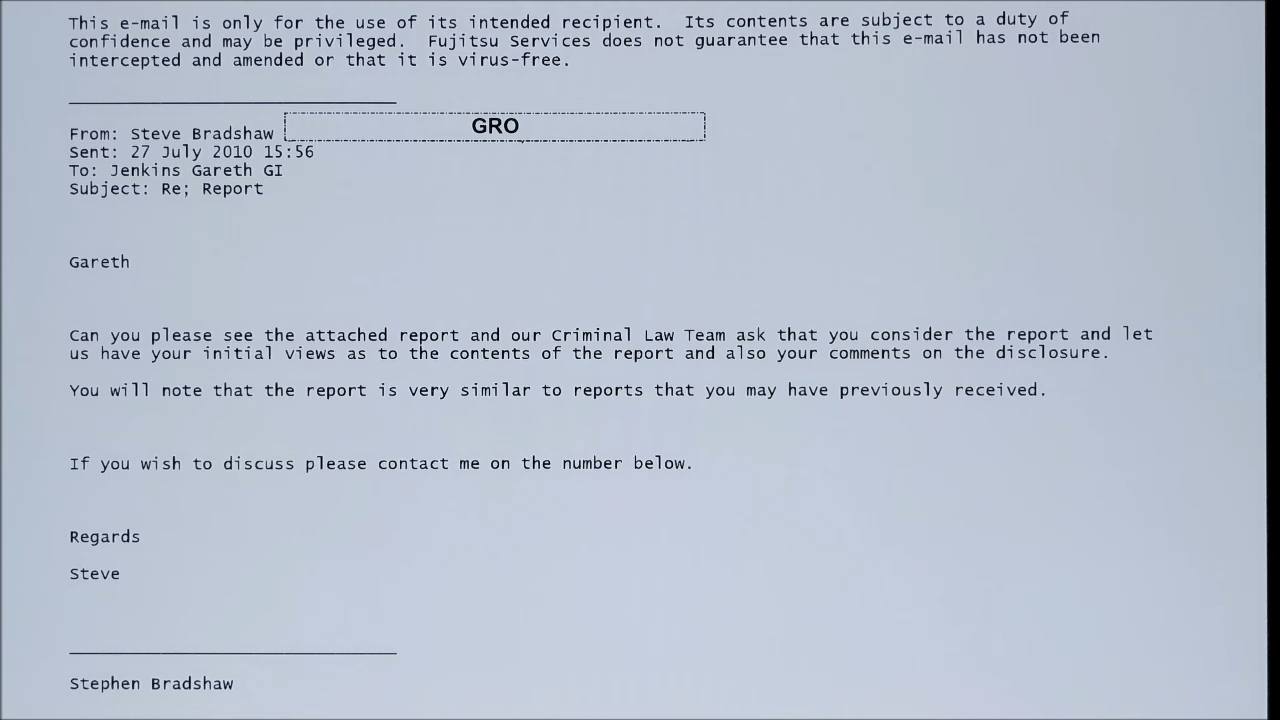 This e-mail is only for the use of its intended recipient.  Its contents are subject to a duty of
confidence and may be privileged.  Fujitsu Services does not guarantee that this e-mail has not been
intercepted and amended or that it is virus-free.
From: Steve Bradshaw GRO
Sent: 27 July 2010 15:56
To: Jenkins Gareth GI
Subject: Re; Report
Gareth
Can you please see the attached report and our Criminal Law Team ask that you consider the report and let
us have your initial views as to the contents of the report and also your comments on the disclosure.
You will note that the report is very similar to reports that you may have previously received.
If you wish to discuss please contact me on the number below.
Regards
Steve
Stephen Bradshaw